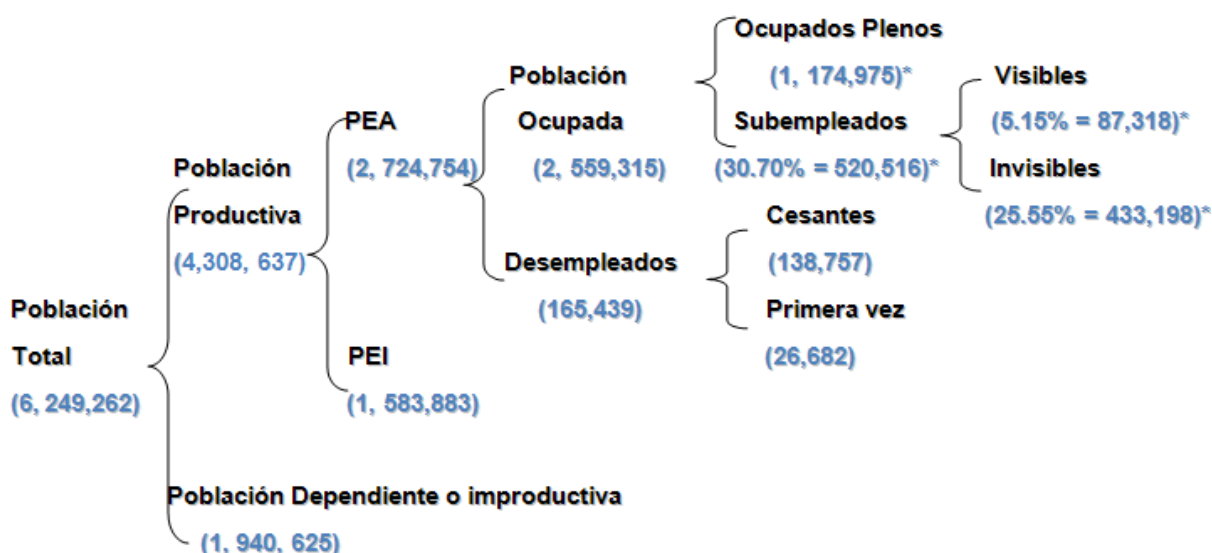 Ocupados Plenos
(1, 174,975)*
Población
Ocupada
(2, 559,315)
Visibles
(5.15% = 87,318)*
PEA
(2, 724,754)
Subempleados
(30.70% = 520,516)*
Invisibles
(25.55% = 433,198)*
Población
Productiva
(4,308, 637)
Cesantes
(138,757)
Desempleados
(165,439)
Primera vez
(26,682)
Población
Total
(6, 249,262)
PEI
(1, 583,883)
Población Dependiente o improductiva
(1, 940, 625)